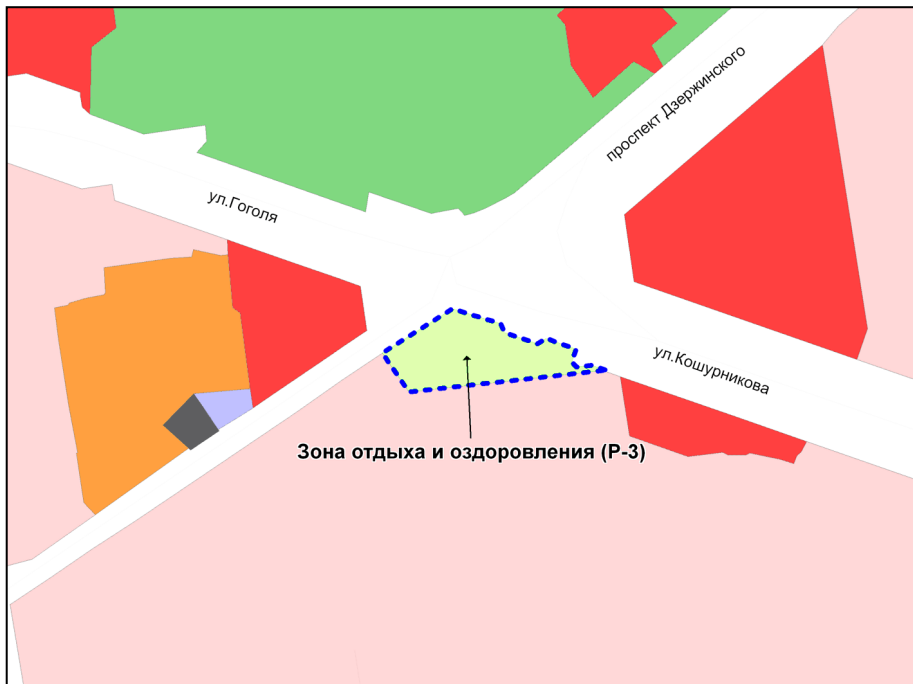 проспект Дзержинского
ул.Гоголя
ул.Кошурникова
Зона отдыха и оздоровления (Р-3)